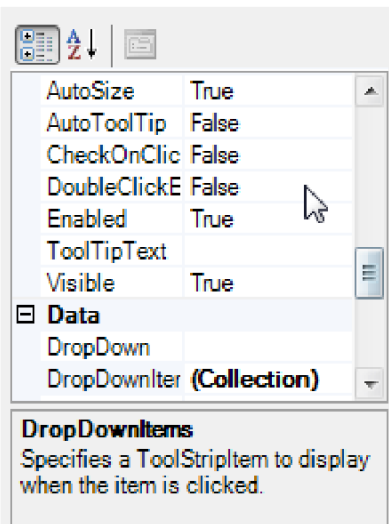 AutoSize True
AutoToolTip False
CheckOnClic False
DoubleClickE False
Enabled True
ToolTipText
Visible True
Data
DropDown
DropDownIter (Collection)
DropDownItems
Specifies a ToolStripItem to display
when the item is clicked.